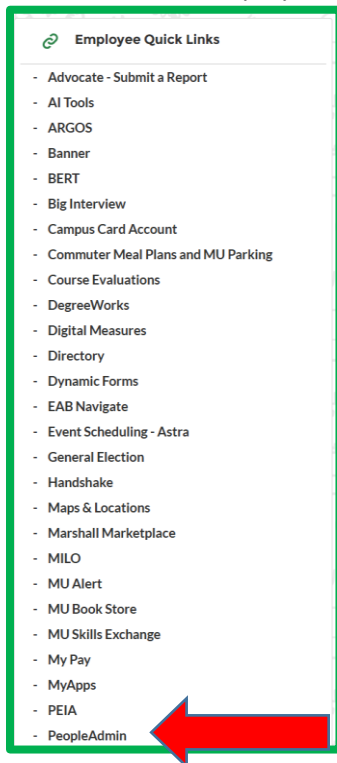 Employee Quick Links
- Advocate - Submit a Report
- AI Tools
- ARGOS
- Banner
- BERT
- Big Interview
- Campus Card Account
- Commuter Meal Plans and MU Parking
- Course Evaluations
- DegreeWorks
- Digital Measures
- Directory
- Dynamic Forms
- EAB Navigate
- Event Scheduling - Astra
- General Election
- Handshake
- Maps & Locations
- Marshall Marketplace
- MILO
- MU Alert
- MU Book Store
- MU Skills Exchange
- My Pay
- MyApps
- PEIA
- PeopleAdmin